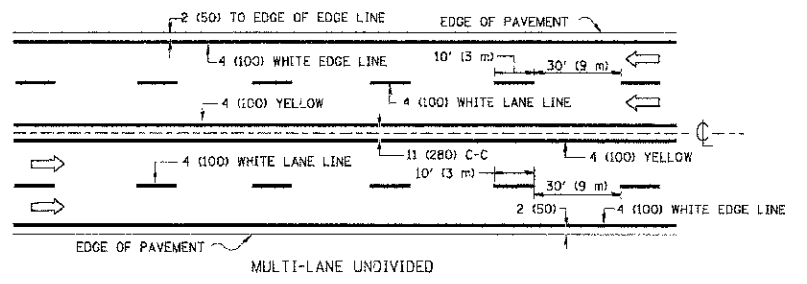 2 (50) TO EDGE OF EDGE LINE
EDGE OF PAVEMENT
4 (100) WHITE EDGE LINE
10' (3 m)
30' (9 m)
4 (100) YELLOW
4 (100) WHITE LANE LINE
℄
4 (100) WHITE LANE LINE
11 (280) C-C
4 (100) YELLOW
10' (3 m)
30' (9 m)
2 (50)
4 (100) WHITE EDGE LINE
EDGE OF PAVEMENT
MULTI-LANE UNDIVIDED